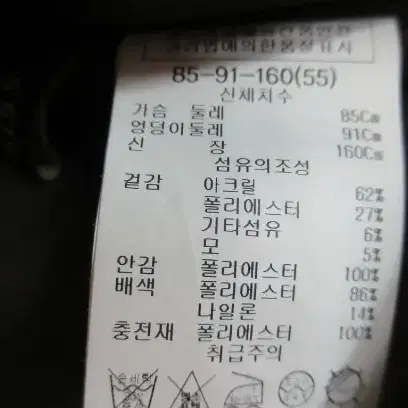 품질표시
85-91-160(55)
신체치수
가슴 둘레 85Cm
엉덩이둘레 91Cm
신 장 160Cm
섬유의조성
겉감 아크릴 62%
폴리에스터 27%
기타섬유 6%
모 5%
안감 폴리에스터 100%
배색 폴리에스터 86%
나일론 14%
충전재 폴리에스터 100%
취급주의